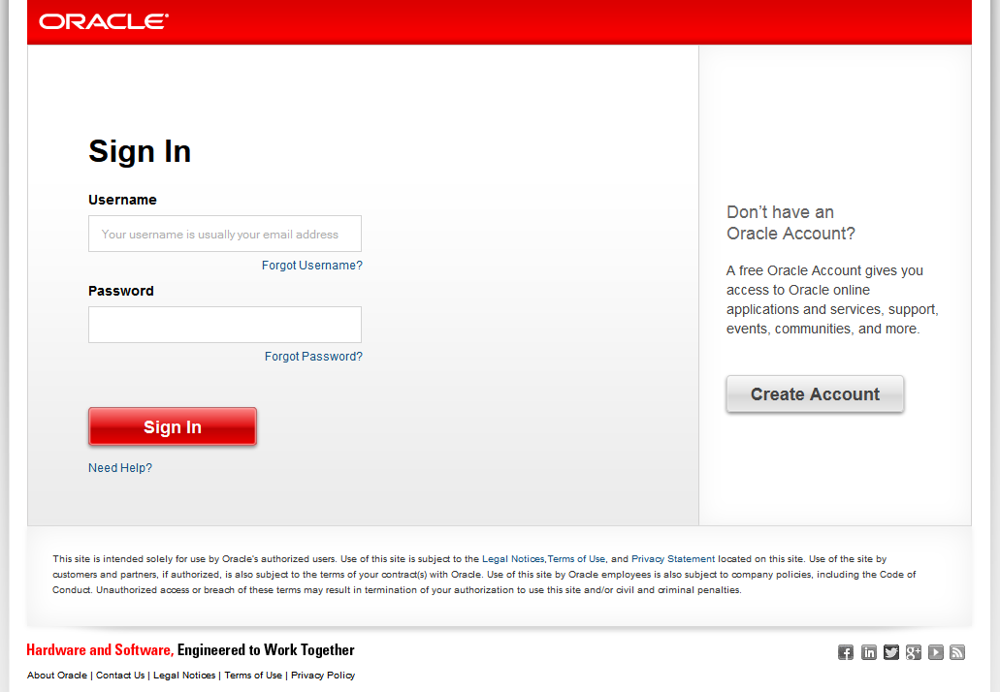 ORACLE
Sign In
Username
Your username is usually your email address
Forgot Username?
Password
Forgot Password?
Sign In
Need Help?
Don't have an
Oracle Account?
A free Oracle Account gives you
access to Oracle online
applications and services, support,
events, communities, and more.
Create Account
This site is intended solely for use by Oracle's authorized users. Use of this site is subject to the Legal Notices,Terms of Use, and Privacy Statement located on this site. Use of the site by
customers and partners, if authorized, is also subject to the terms of your contract(s) with Oracle. Use of this site by Oracle employees is also subject to company policies, including the Code of
Conduct. Unauthorized access or breach of these terms may result in termination of your authorization to use this site and/or civil and criminal penalties.
Hardware and Software, Engineered to Work Together
About Oracle | Contact Us | Legal Notices | Terms of Use | Privacy Policy